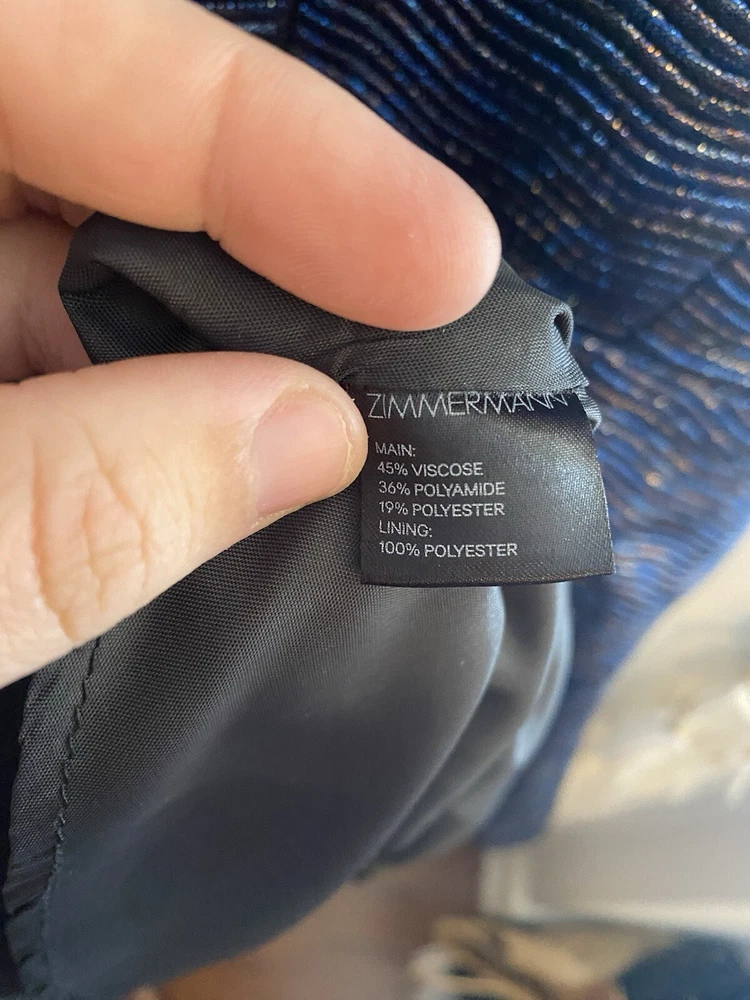 ZIMMERMANN
MAIN:
45% VISCOSE
36% POLYAMIDE
19% POLYESTER
LINING:
100% POLYESTER